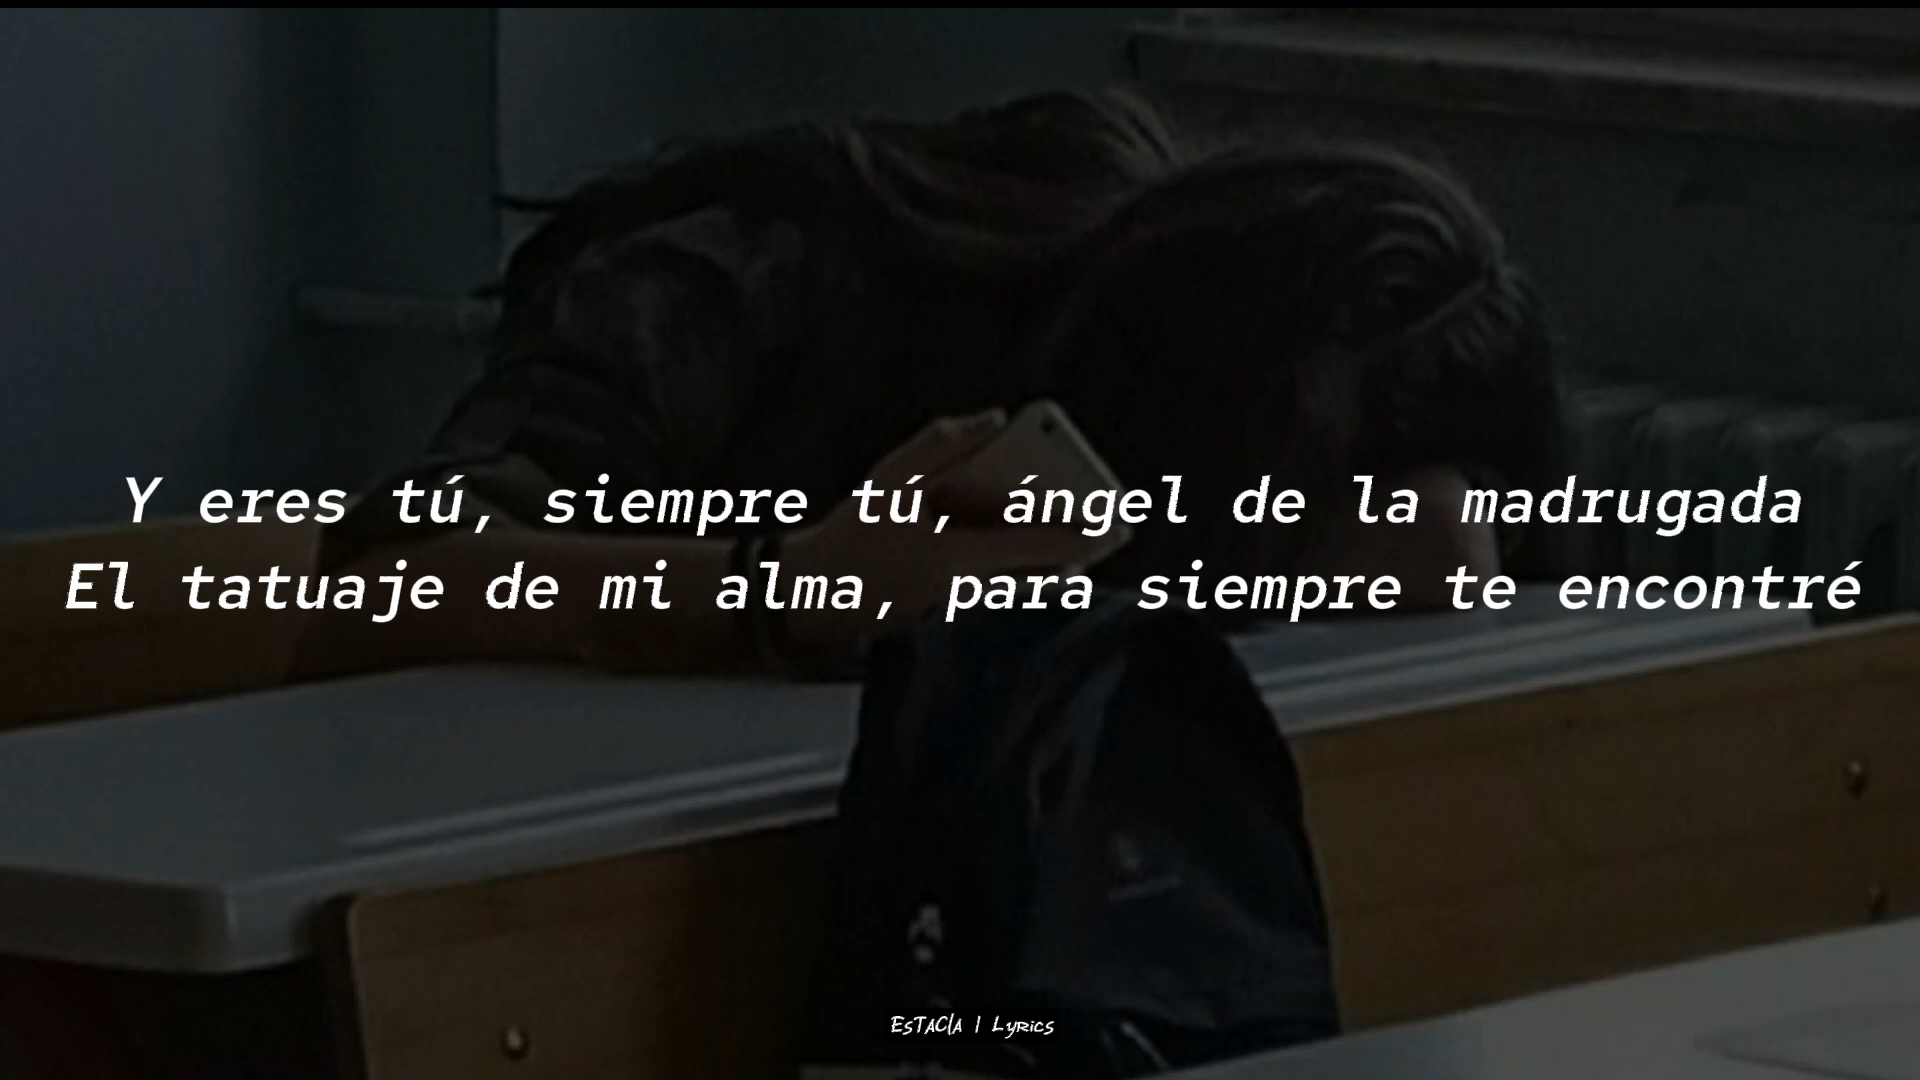 Y eres tú, siempre tú, ángel de la madrugada
El tatuaje de mi alma, para siempre te encontré
EsTACIA | Lyrics